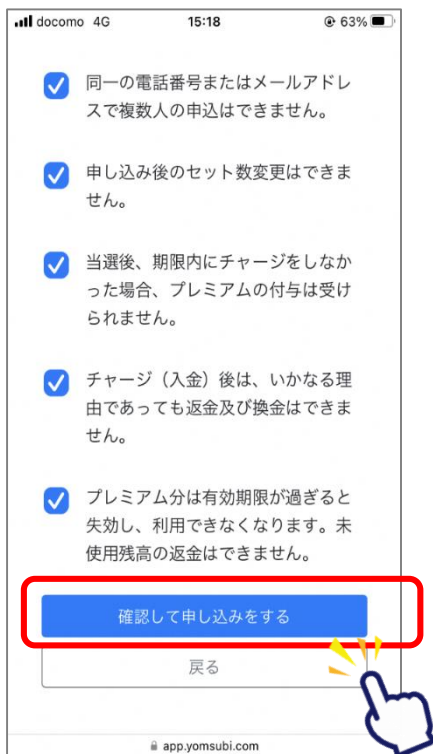 docomo 4G 15:18 63%
同一の電話番号またはメールアドレ
スで複数人の申込はできません。
申し込み後のセット数変更はできま
せん。
当選後、期限内にチャージをしなか
った場合、プレミアムの付与は受け
られません。
チャージ（入金）後は、いかなる理
由であっても返金及び換金はできま
せん。
プレミアム分は有効期限が過ぎると
失効し、利用できなくなります。未
使用残高の返金はできません。
確認して申し込みをする
戻る
app.yomsubi.com